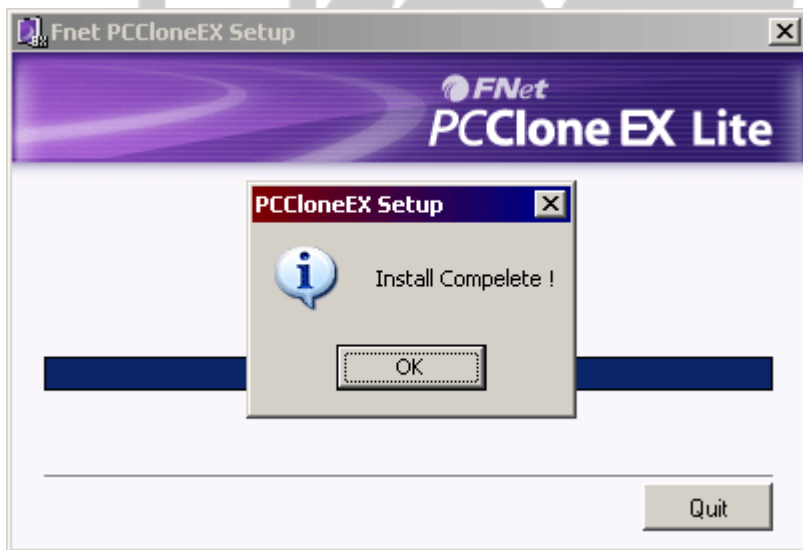 Fnet PCCloneEX Setup
FNet
PCClone EX Lite
PCCloneEX Setup
Install Compelete !
OK
Quit